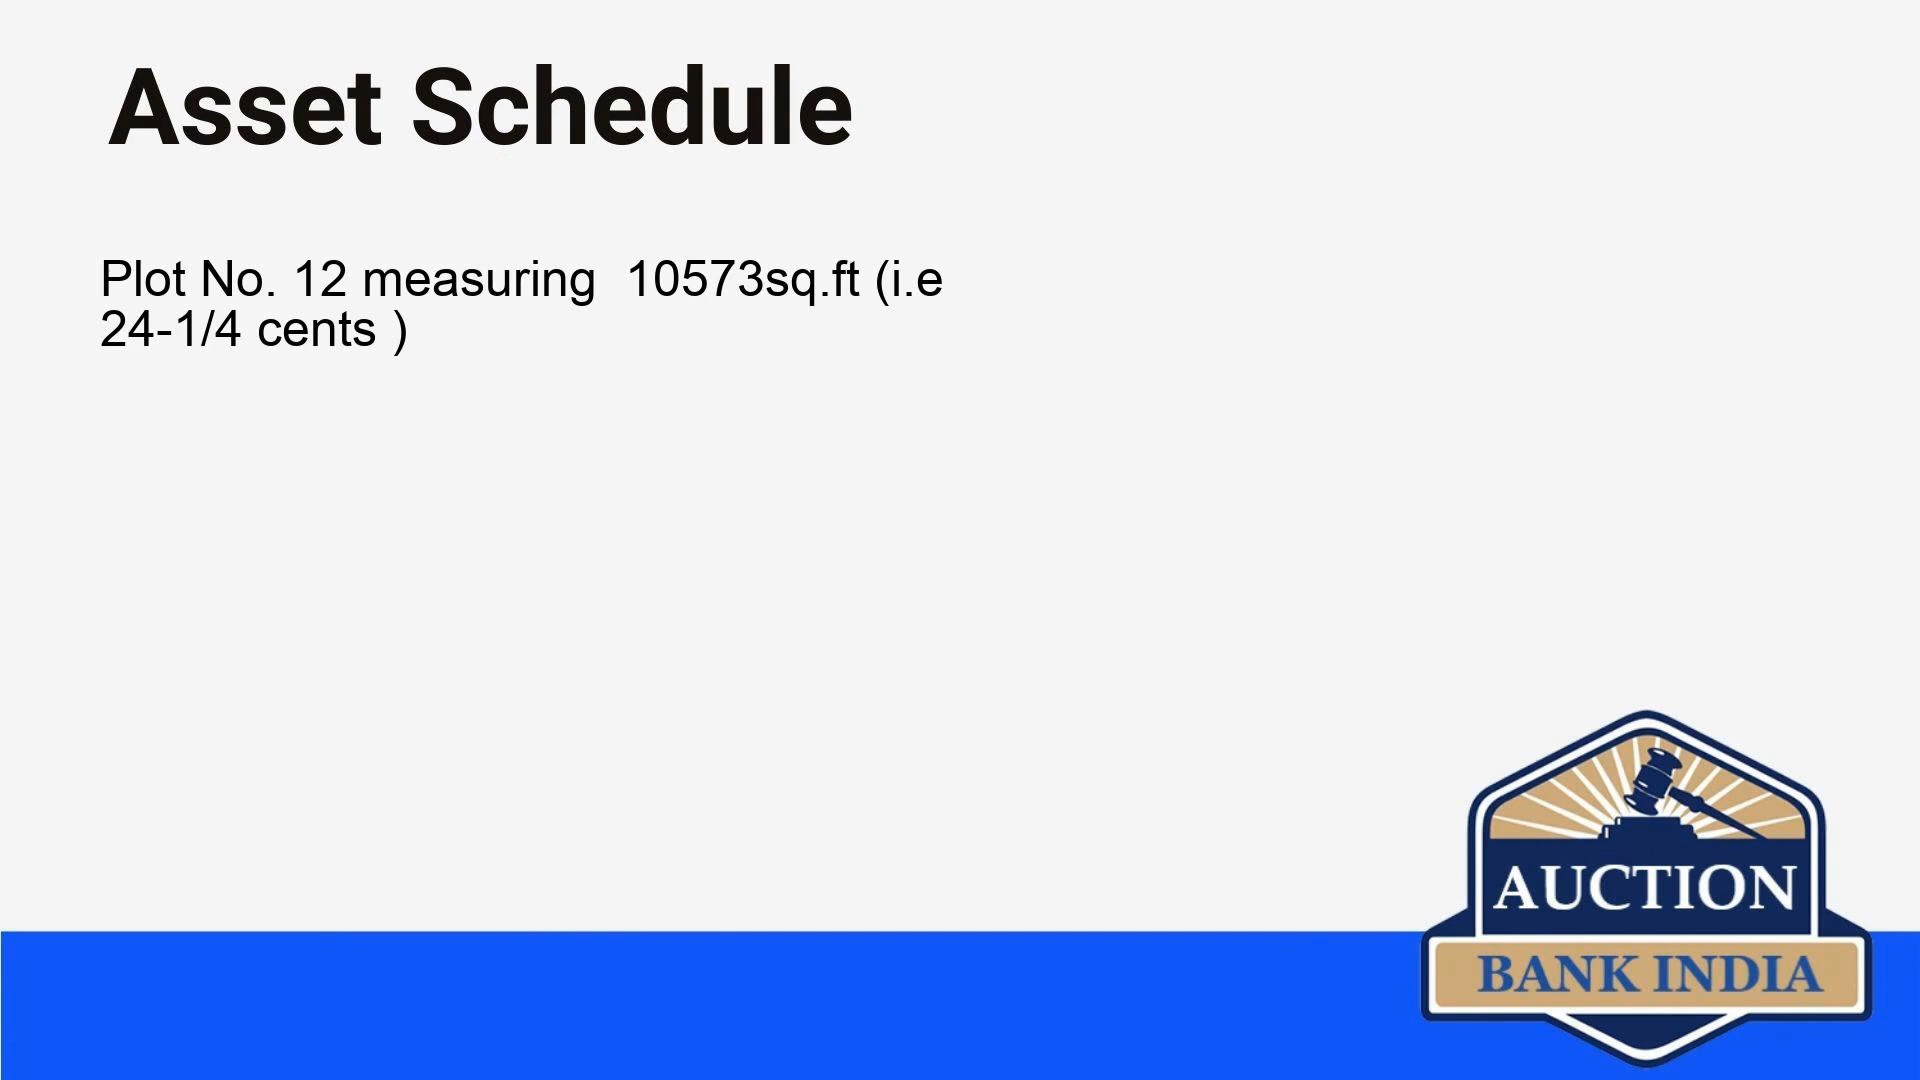 Asset Schedule
Plot No. 12 measuring  10573sq.ft (i.e
24-1/4 cents )
AUCTION
BANK INDIA